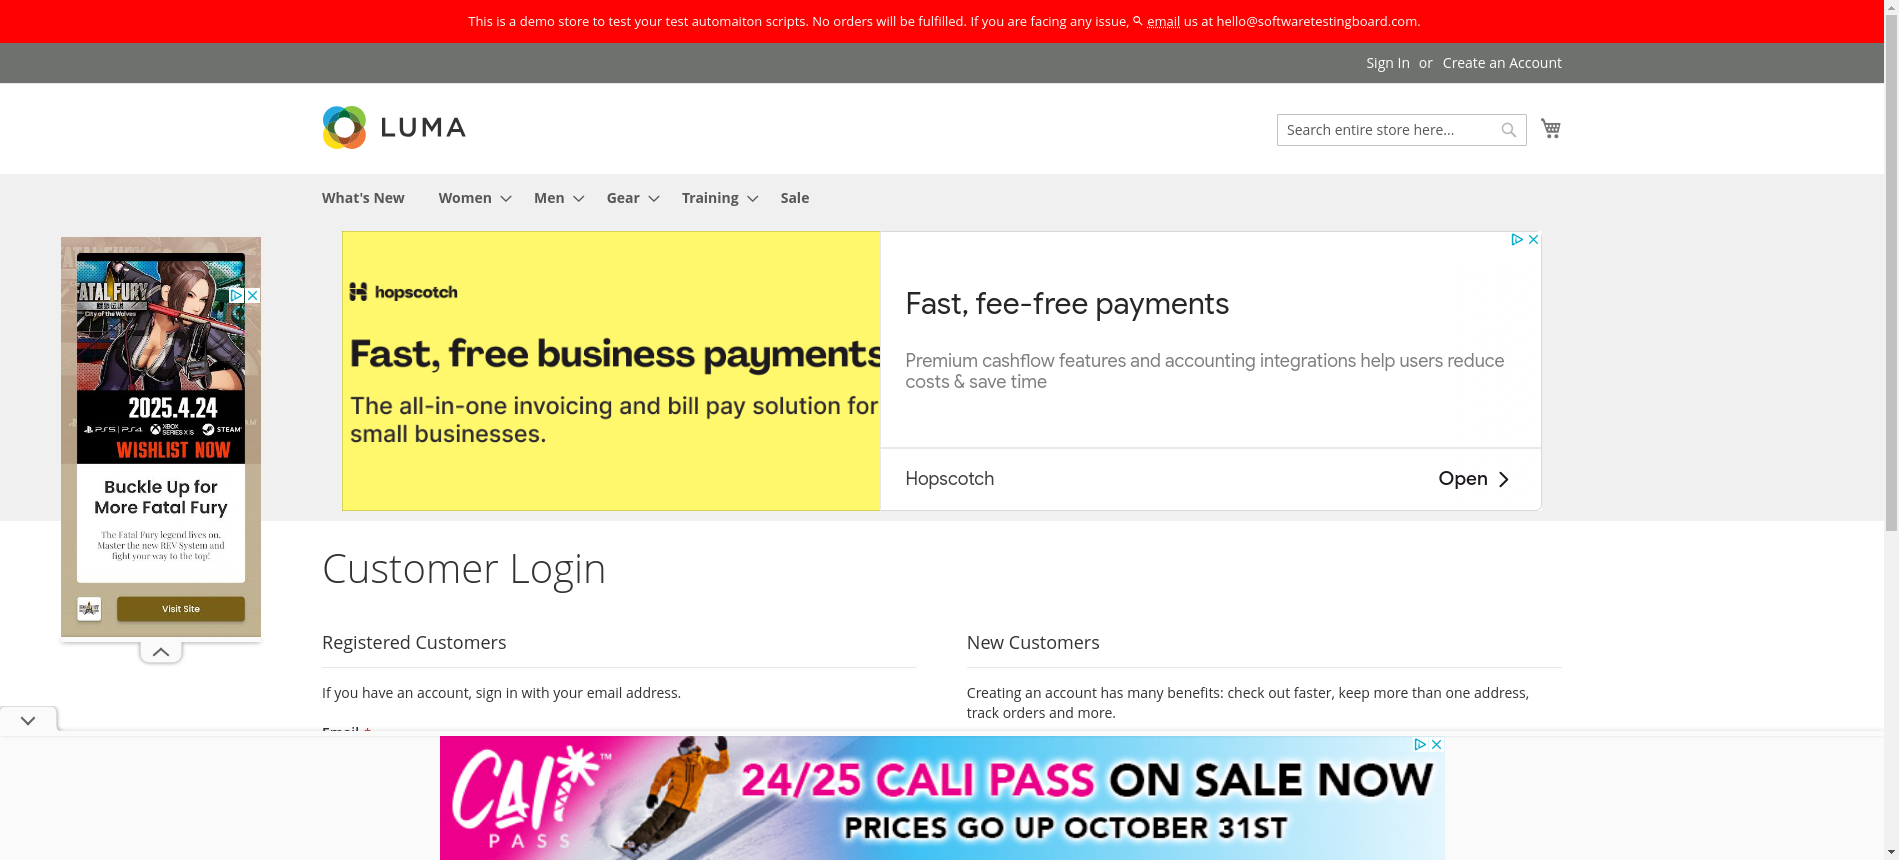 This is a demo store to test your test automaiton scripts. No orders will be fulfilled. If you are facing any issue, email us at hello@softwaretestingboard.com.
Sign In or Create an Account
LUMA
Search entire store here...
What's New Women Men Gear Training Sale
FATAL FURY
City of the Wolves
2025.4.24
PS5 | PS4 XBOX SERIES X|S STEAM
WISHLIST NOW
Buckle Up for
More Fatal Fury
The Fatal Fury legend lives on.
Master the new REV System and
fight your way to the top!
Visit Site
hopscotch
Fast, free business payments
The all-in-one invoicing and bill pay solution for
small businesses.
Fast, fee-free payments
Premium cashflow features and accounting integrations help users reduce
costs & save time
Hopscotch
Open
Customer Login
Registered Customers
If you have an account, sign in with your email address.
Email *
New Customers
Creating an account has many benefits: check out faster, keep more than one address,
track orders and more.
CALI PASS™
24/25 CALI PASS ON SALE NOW
PRICES GO UP OCTOBER 31ST